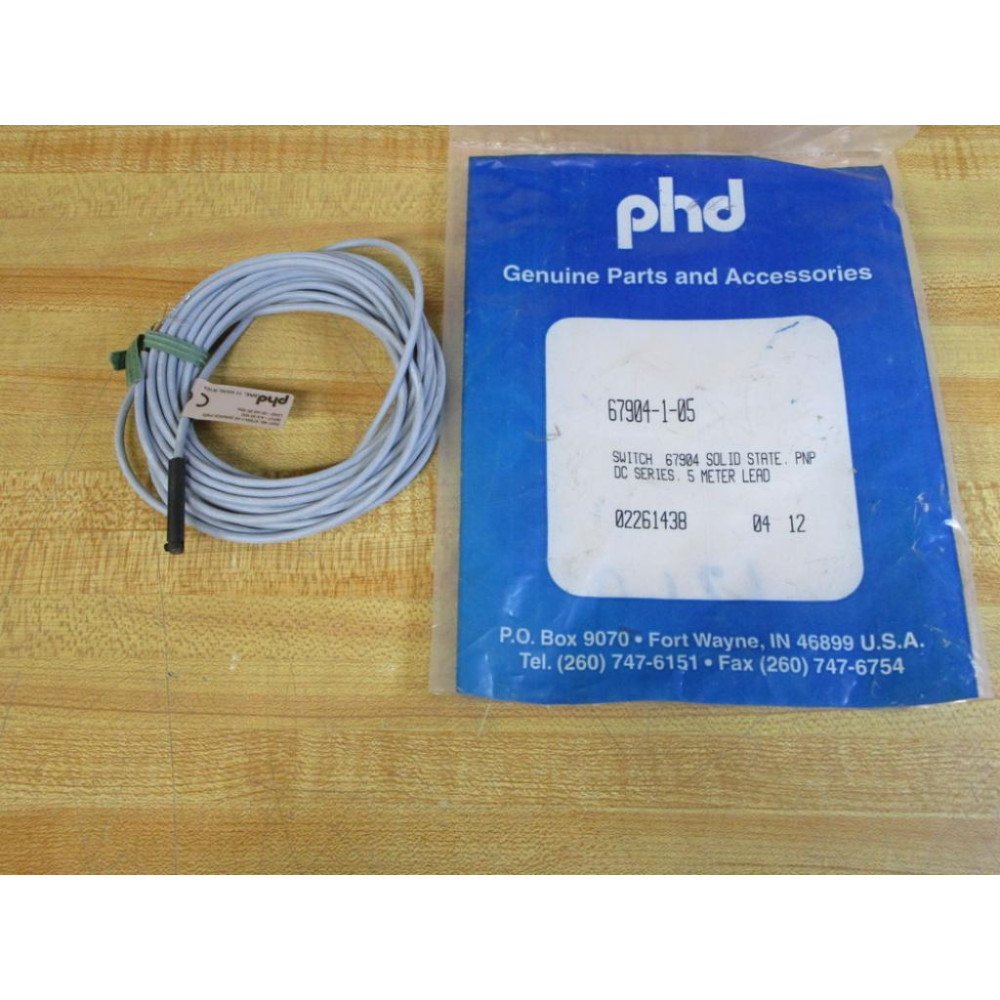 phd
Genuine Parts and Accessories
67904-1-05
SWITCH 67904 SOLID STATE. PNP
DC SERIES. 5 METER LEAD
02261438 04 12
P.O. Box 9070 • Fort Wayne, IN 46899 U.S.A.
Tel. (260) 747-6151 • Fax (260) 747-6754
phd